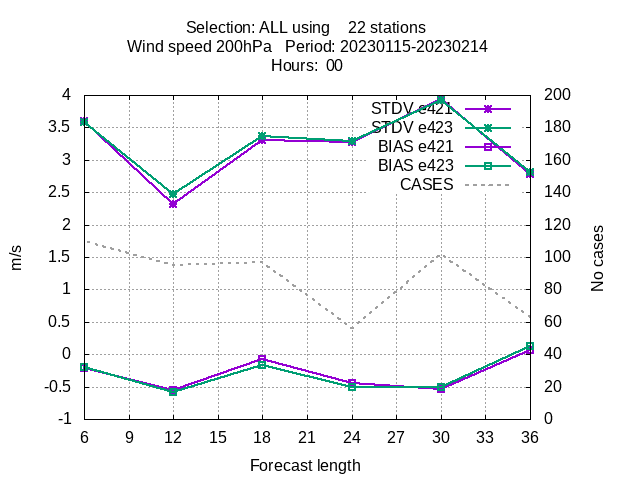 Selection: ALL using    22 stations
Wind speed 200hPa   Period: 20230115-20230214
Hours:  00
4
3.5
3
2.5
2
1.5
1
0.5
0
-0.5
-1
m/s
STDV e421
STDV e423
BIAS e421
BIAS e423
CASES
200
180
160
140
120
100
80
60
40
20
0
No cases
6 9 12 15 18 21 24 27 30 33 36
Forecast length